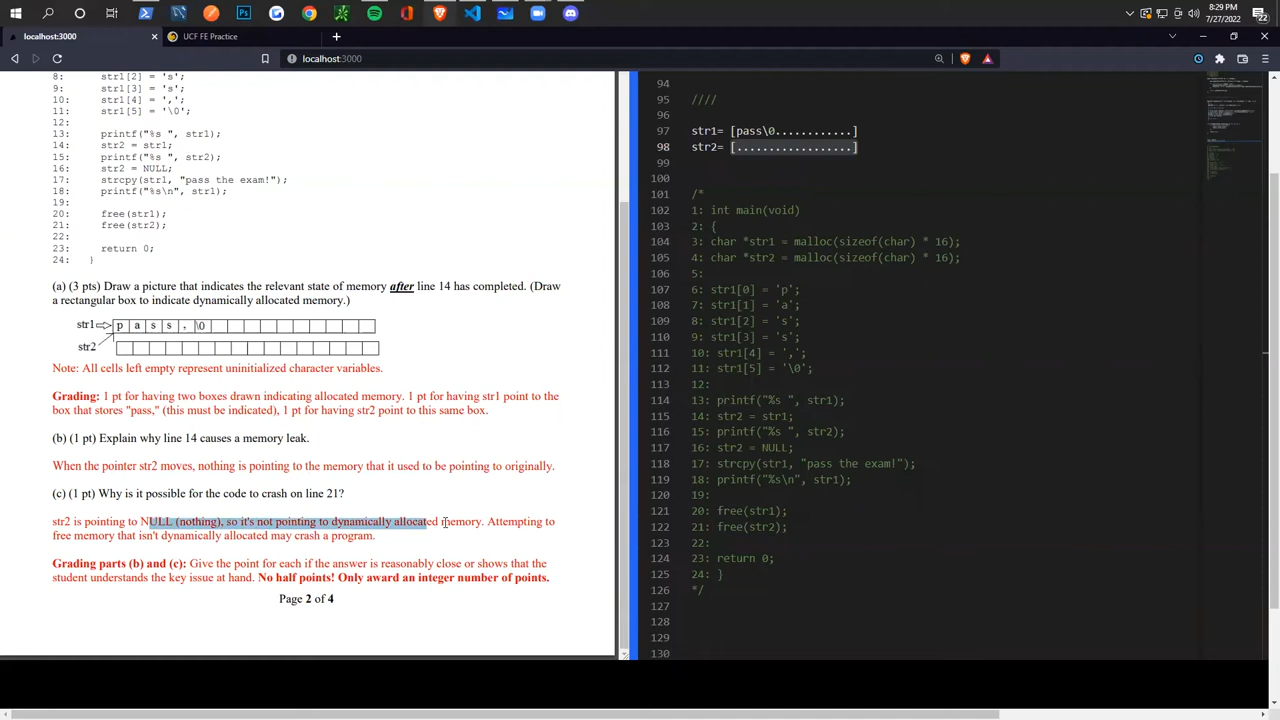 8:29 PM
7/27/2022
localhost:3000
UCF FE Practice
localhost:3000
8: str1[2] = 's';
9: str1[3] = 's';
10: str1[4] = ',';
11: str1[5] = '\0';
12:
13: printf("%s ", str1);
14: str2 = str1;
15: printf("%s ", str2);
16: str2 = NULL;
17: strcpy(str1, "pass the exam!");
18: printf("%s\n", str1);
19:
20: free(str1);
21: free(str2);
22:
23: return 0;
24: }
(a) (3 pts) Draw a picture that indicates the relevant state of memory after line 14 has completed. (Draw
a rectangular box to indicate dynamically allocated memory.)
str1 p a s s , \0
str2
Note: All cells left empty represent uninitialized character variables.
Grading: 1 pt for having two boxes drawn indicating allocated memory. 1 pt for having str1 point to the
box that stores "pass," (this must be indicated), 1 pt for having str2 point to this same box.
(b) (1 pt) Explain why line 14 causes a memory leak.
When the pointer str2 moves, nothing is pointing to the memory that it used to be pointing to originally.
(c) (1 pt) Why is it possible for the code to crash on line 21?
str2 is pointing to NULL (nothing), so it's not pointing to dynamically allocated memory. Attempting to
free memory that isn't dynamically allocated may crash a program.
Grading parts (b) and (c): Give the point for each if the answer is reasonably close or shows that the
student understands the key issue at hand. No half points! Only award an integer number of points.
Page 2 of 4
94
95 ////
96
97 str1= [pass\0............]
98 str2= [..................]
99
100
101 /*
102 1: int main(void)
103 2: {
104 3: char *str1 = malloc(sizeof(char) * 16);
105 4: char *str2 = malloc(sizeof(char) * 16);
106 5:
107 6: str1[0] = 'p';
108 7: str1[1] = 'a';
109 8: str1[2] = 's';
110 9: str1[3] = 's';
111 10: str1[4] = ',';
112 11: str1[5] = '\0';
113 12:
114 13: printf("%s ", str1);
115 14: str2 = str1;
116 15: printf("%s ", str2);
117 16: str2 = NULL;
118 17: strcpy(str1, "pass the exam!");
119 18: printf("%s\n", str1);
120 19:
121 20: free(str1);
122 21: free(str2);
123 22:
124 23: return 0;
125 24: }
126 */
127
128
129
130